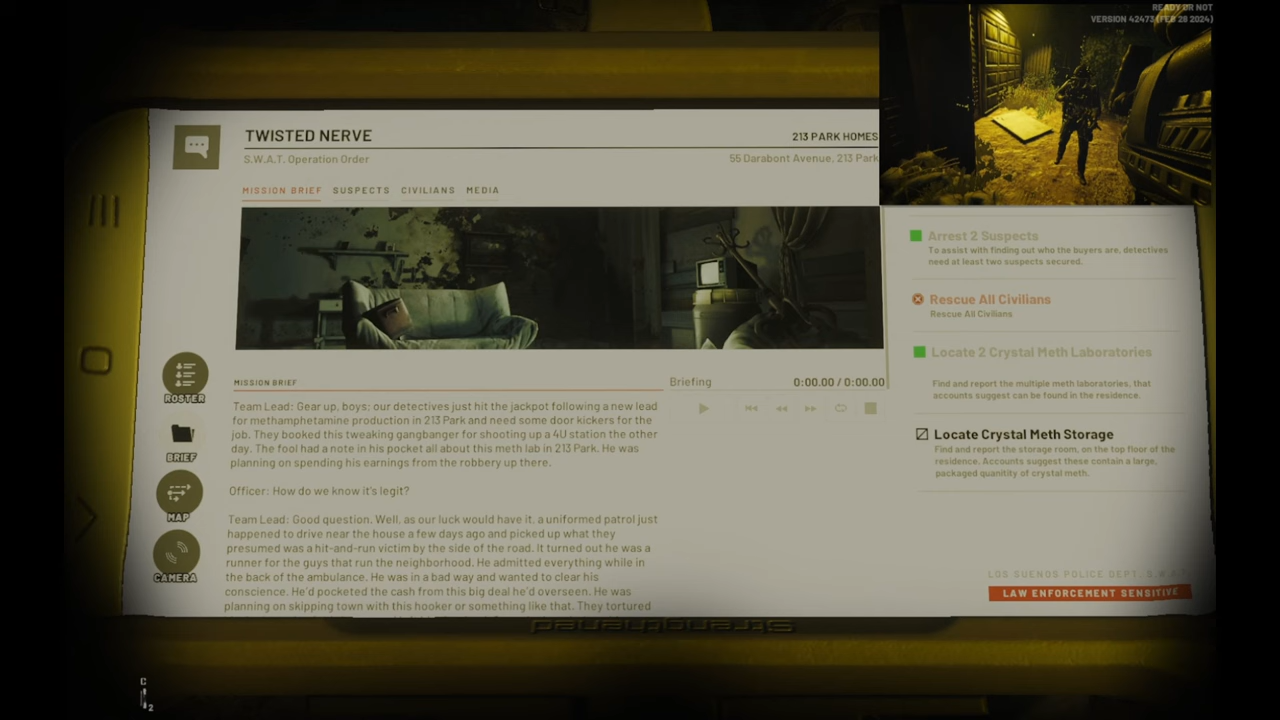 READY OR NOT
VERSION 42473 (FEB 28 2024)
TWISTED NERVE
213 PARK HOMES
S.W.A.T. Operation Order
55 Darabont Avenue, 213 Park
MISSION BRIEF
SUSPECTS
CIVILIANS
MEDIA
Arrest 2 Suspects
To assist with finding out who the buyers are, detectives
need at least two suspects secured.
Rescue All Civilians
Rescue All Civilians
Locate 2 Crystal Meth Laboratories
Find and report the multiple meth laboratories, that
accounts suggest can be found in the residence.
Locate Crystal Meth Storage
Find and report the storage room, on the top floor of the
residence. Accounts suggest these contain a large,
packaged quanitity of crystal meth.
ROSTER
BRIEF
MAP
CAMERA
MISSION BRIEF
Briefing
0:00.00 / 0:00.00
Team Lead: Gear up, boys; our detectives just hit the jackpot following a new lead
for methamphetamine production in 213 Park and need some door kickers for the
job. They booked this tweaking gangbanger for shooting up a 4U station the other
day. The fool had a note in his pocket all about this meth lab in 213 Park. He was
planning on spending his earnings from the robbery up there.
Officer: How do we know it's legit?
Team Lead: Good question. Well, as our luck would have it, a uniformed patrol just
happened to drive near the house a few days ago and picked up what they
presumed was a hit-and-run victim by the side of the road. It turned out he was a
runner for the guys that run the neighborhood. He admitted everything while in
the back of the ambulance. He was in a bad way and wanted to clear his
conscience. He'd pocketed the cash from this big deal he'd overseen. He was
planning on skipping town with this hooker or something like that. They tortured
LOS SUENOS POLICE DEPT. S.W.A.T
LAW ENFORCEMENT SENSITIVE
2